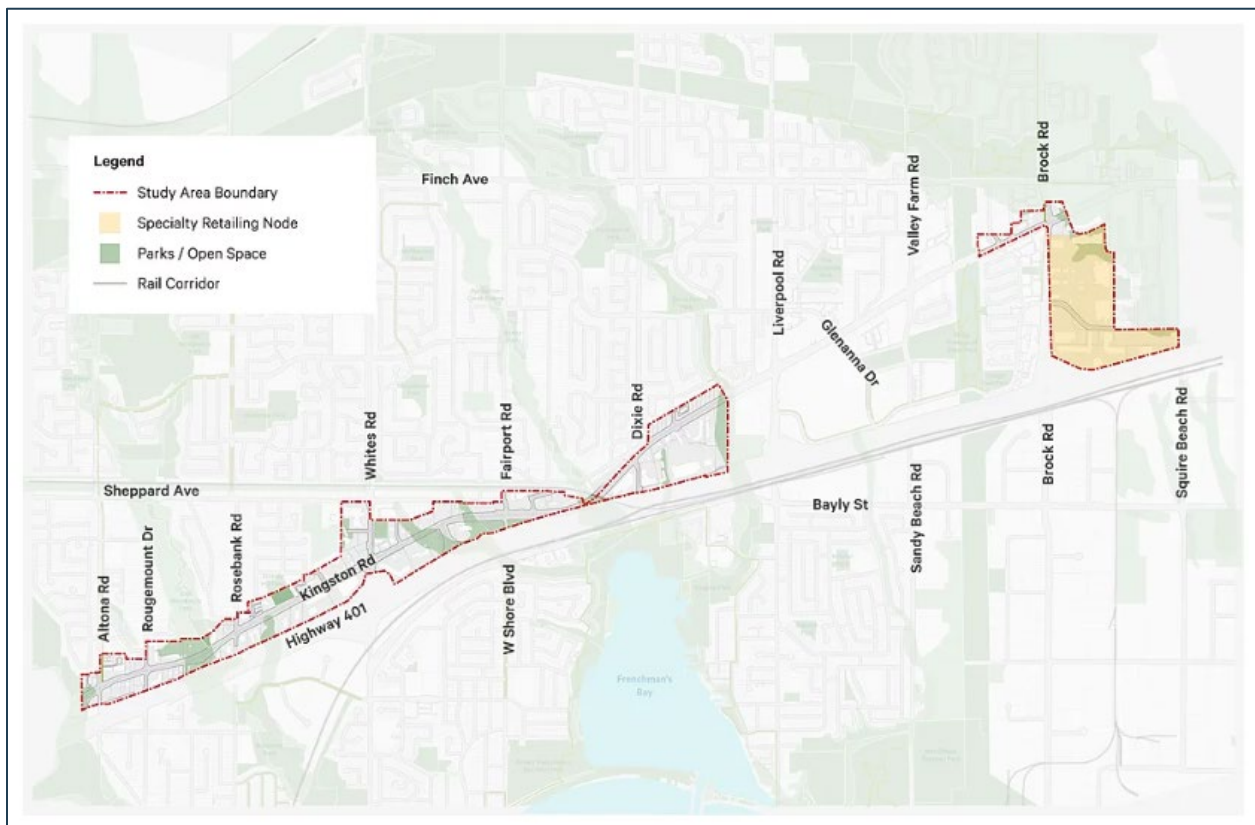 Legend
Study Area Boundary
Specialty Retailing Node
Parks / Open Space
Rail Corridor
Finch Ave
Brock Rd
Valley Farm Rd
Liverpool Rd
Glenanna Dr
Dixie Rd
Fairport Rd
Whites Rd
Sheppard Ave
Rosebank Rd
Rougemount Dr
Altona Rd
Kingston Rd
Highway 401
W Shore Blvd
Bayly St
Sandy Beach Rd
Brock Rd
Squire Beach Rd
Frenchman's
Bay